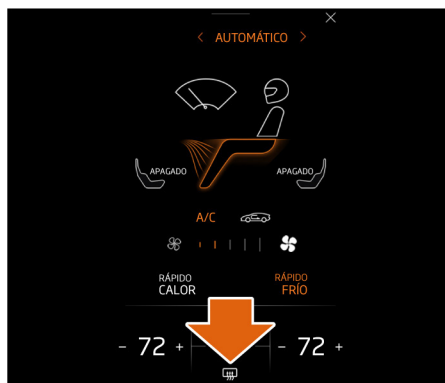 AUTOMÁTICO
APAGADO
APAGADO
A/C
RÁPIDO
CALOR
RÁPIDO
FRÍO
- 72 +
- 72 +